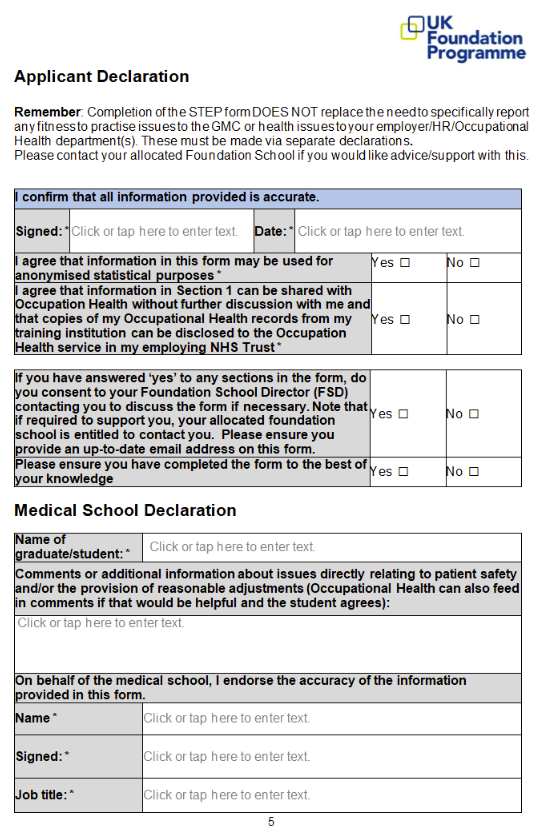 UK
Foundation
Programme
Applicant Declaration
Remember: Completion of the STEP form DOES NOT replace the need to specifically report
any fitness to practise issues to the GMC or health issues to your employer/HR/Occupational
Health department(s). These must be made via separate declarations.
Please contact your allocated Foundation School if you would like advice/support with this.
I confirm that all information provided is accurate.
Signed: * Click or tap here to enter text. Date: * Click or tap here to enter text.
I agree that information in this form may be used for
anonymised statistical purposes * Yes ☐ No ☐
I agree that information in Section 1 can be shared with
Occupation Health without further discussion with me and
that copies of my Occupational Health records from my
training institution can be disclosed to the Occupation
Health service in my employing NHS Trust * Yes ☐ No ☐
If you have answered ‘yes’ to any sections in the form, do
you consent to your Foundation School Director (FSD)
contacting you to discuss the form if necessary. Note that
if required to support you, your allocated foundation
school is entitled to contact you. Please ensure you
provide an up-to-date email address on this form. Yes ☐ No ☐
Please ensure you have completed the form to the best of
your knowledge Yes ☐ No ☐
Medical School Declaration
Name of
graduate/student: * Click or tap here to enter text.
Comments or additional information about issues directly relating to patient safety
and/or the provision of reasonable adjustments (Occupational Health can also feed
in comments if that would be helpful and the student agrees):
Click or tap here to enter text.
On behalf of the medical school, I endorse the accuracy of the information
provided in this form.
Name * Click or tap here to enter text.
Signed: * Click or tap here to enter text.
Job title: * Click or tap here to enter text.
5